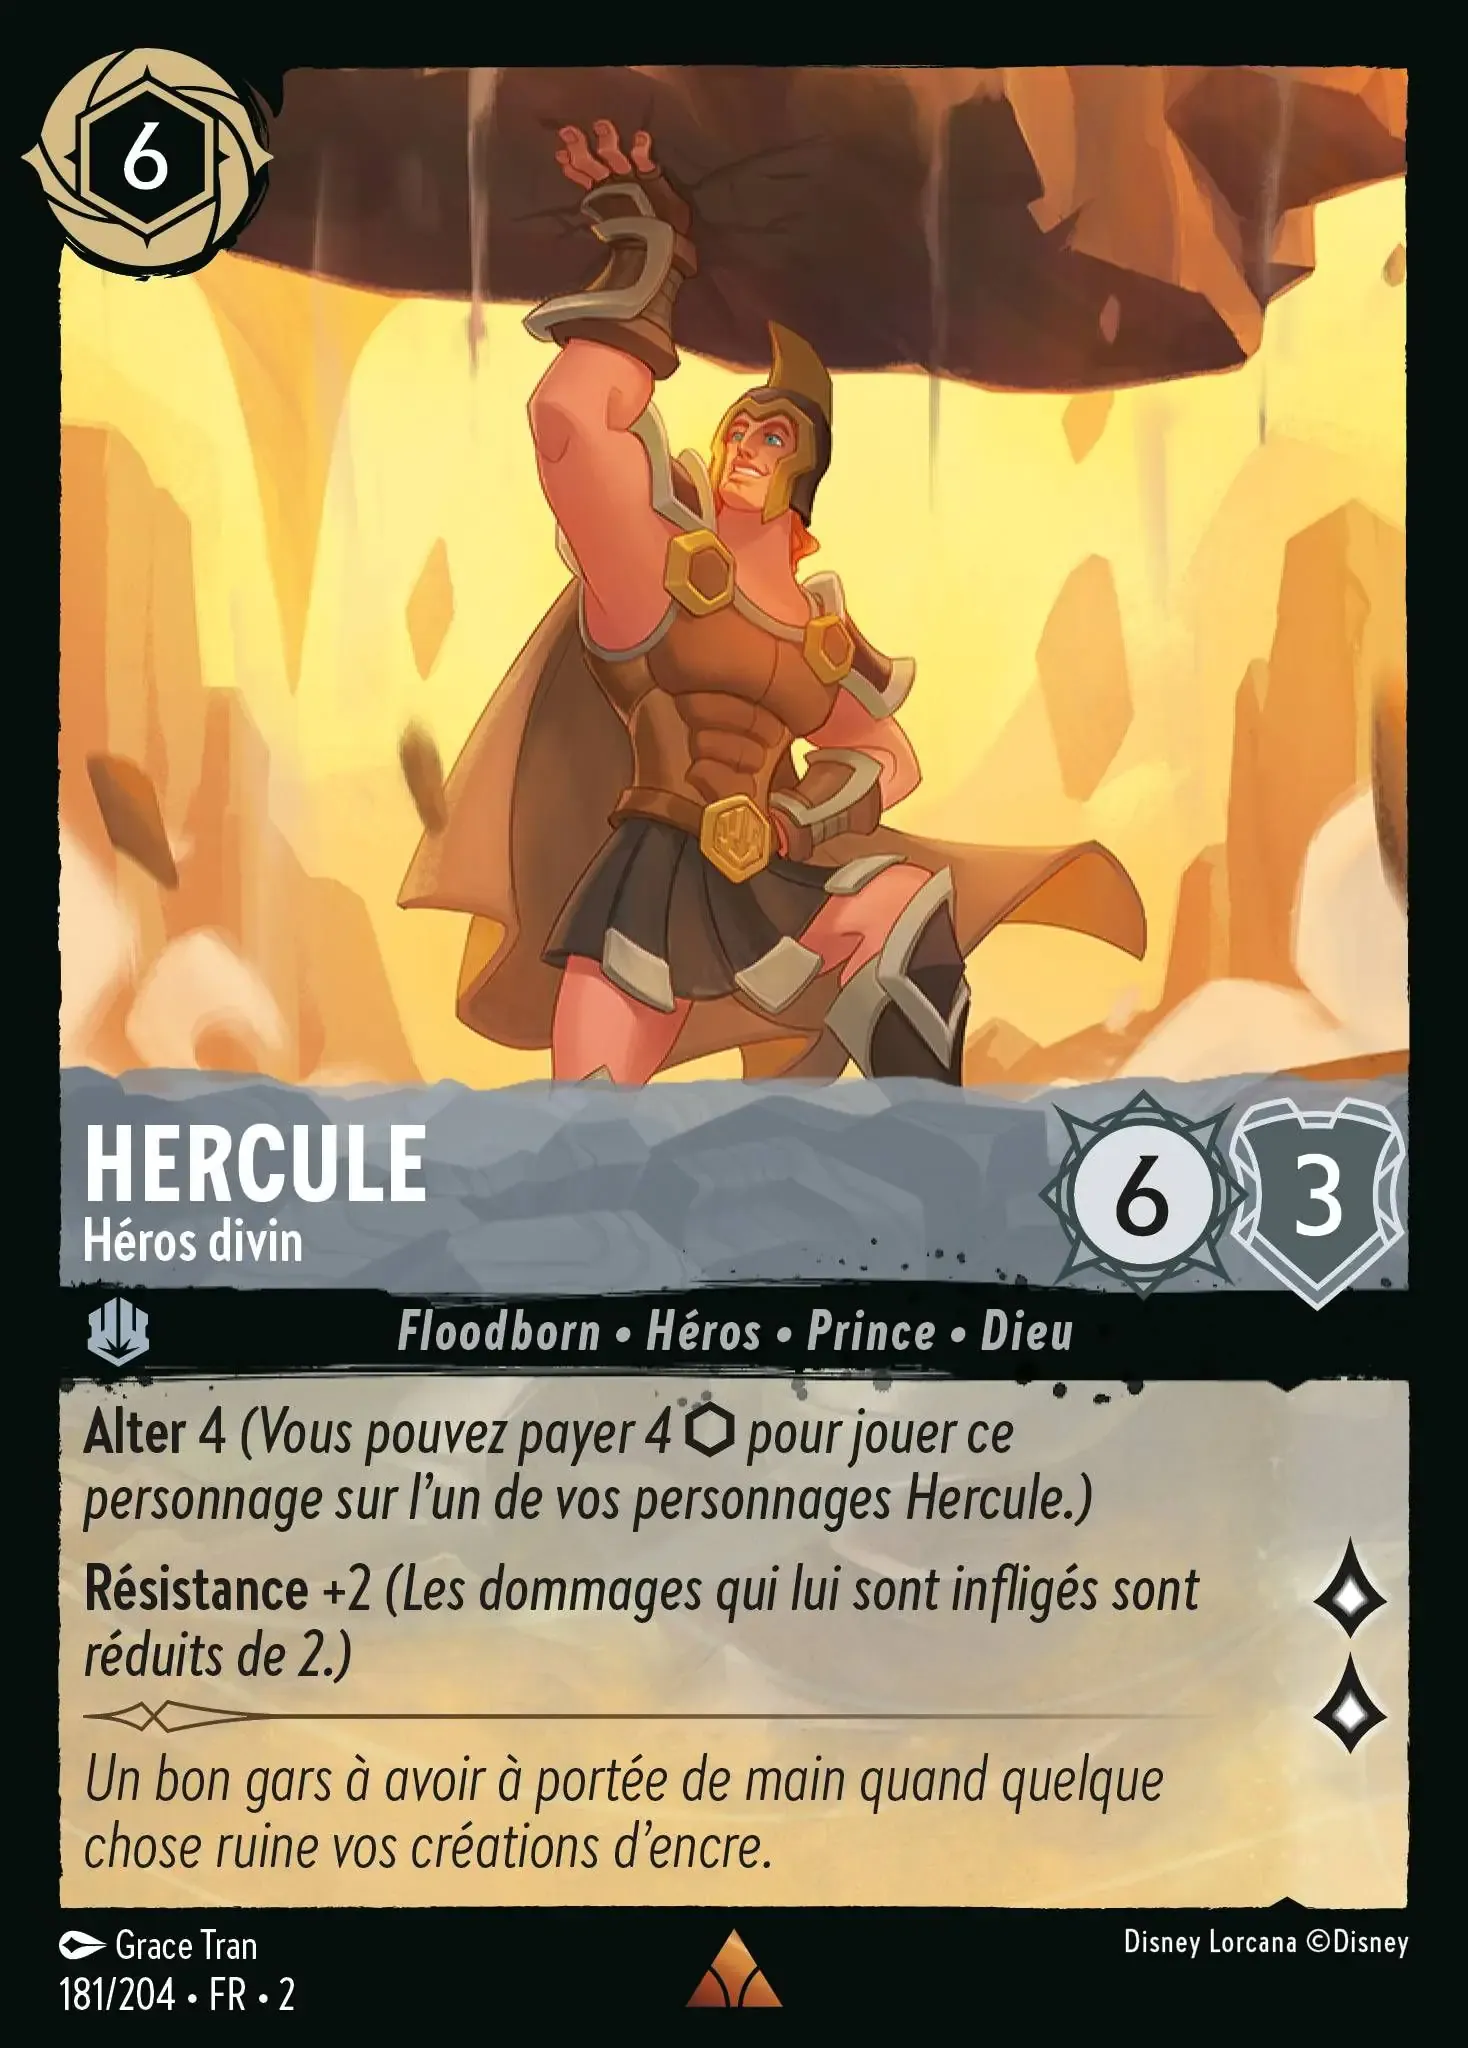 6
HERCULE
Héros divin
6
3
Floodborn • Héros • Prince • Dieu
Alter 4 (Vous pouvez payer 4 ⬡ pour jouer ce
personnage sur l’un de vos personnages Hercule.)
Résistance +2 (Les dommages qui lui sont infligés sont
réduits de 2.)
Un bon gars à avoir à portée de main quand quelque
chose ruine vos créations d’encre.
Grace Tran
Disney Lorcana ©Disney
181/204 • FR • 2